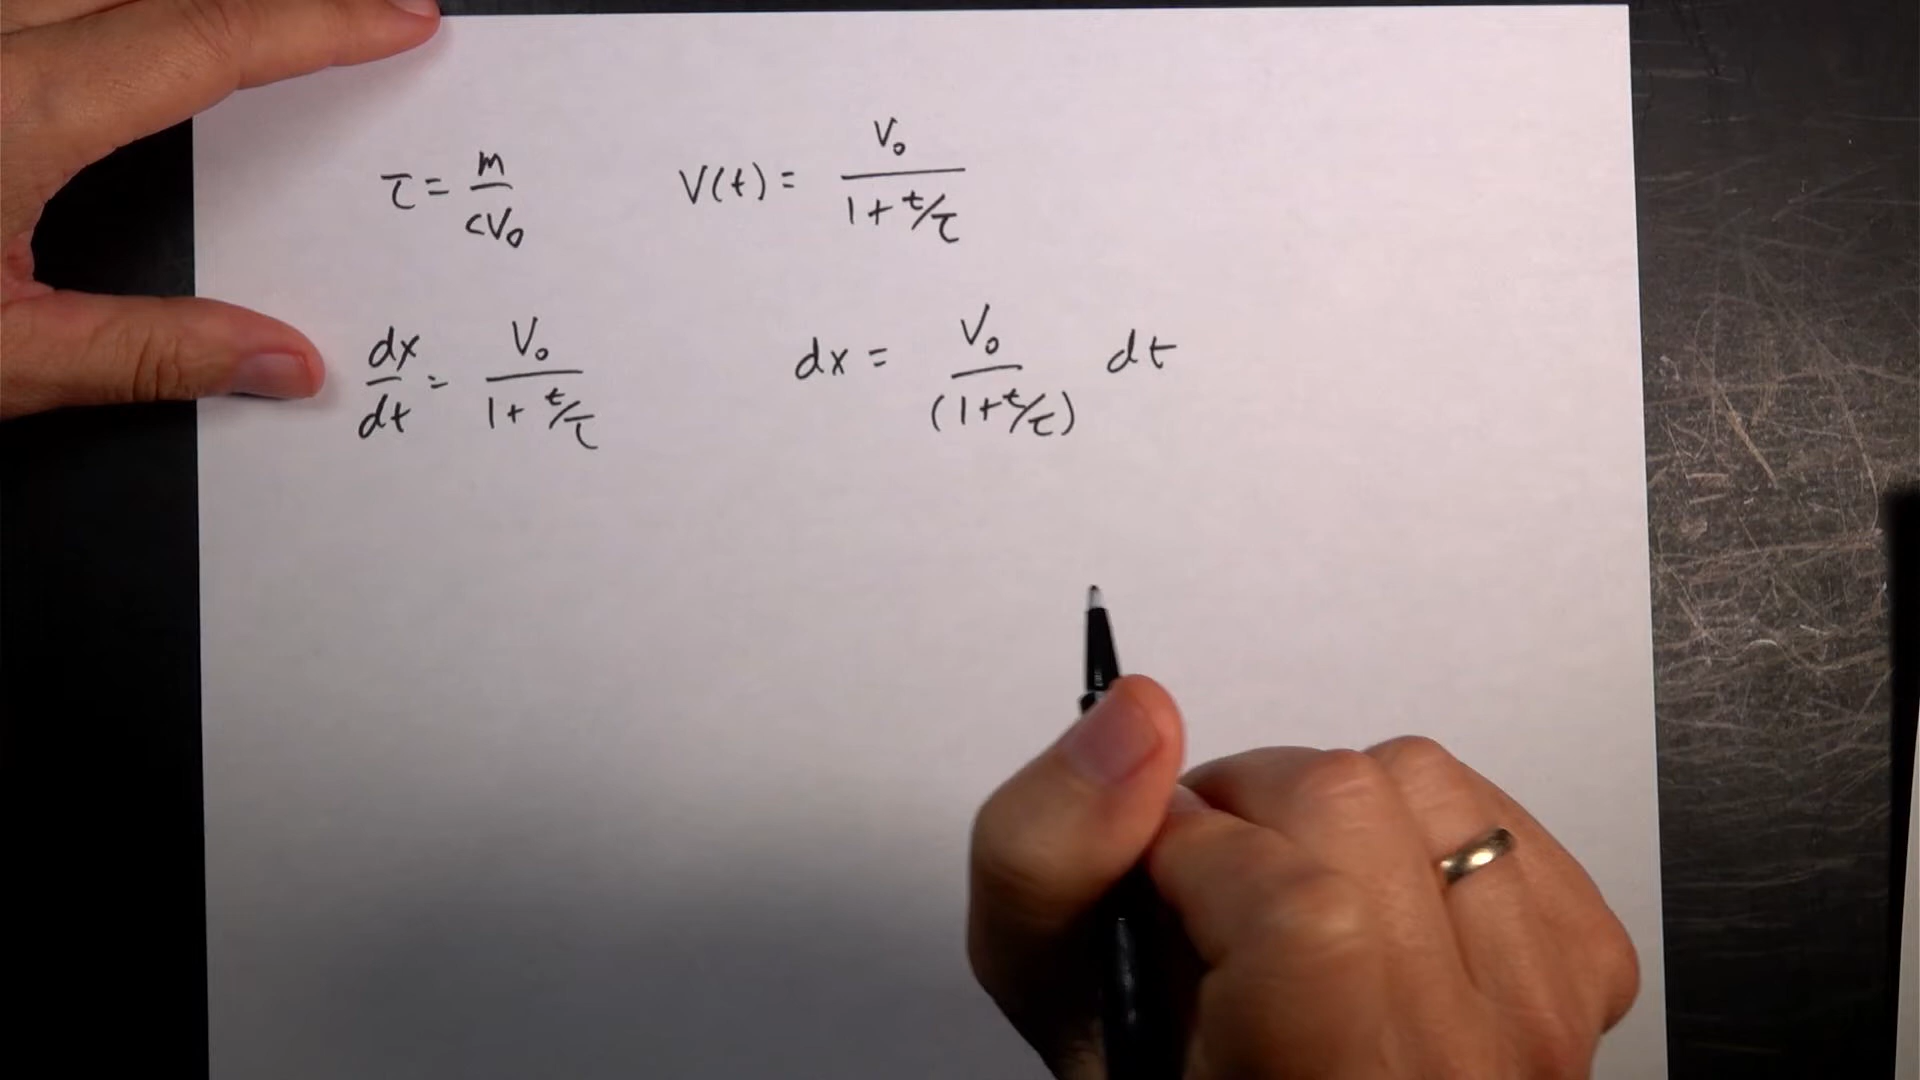 τ = m/cV₀    V(t) = V₀/(1 + t/τ)
dx/dt = V₀/(1 + t/τ)    dx = V₀/(1 + t/τ) dt